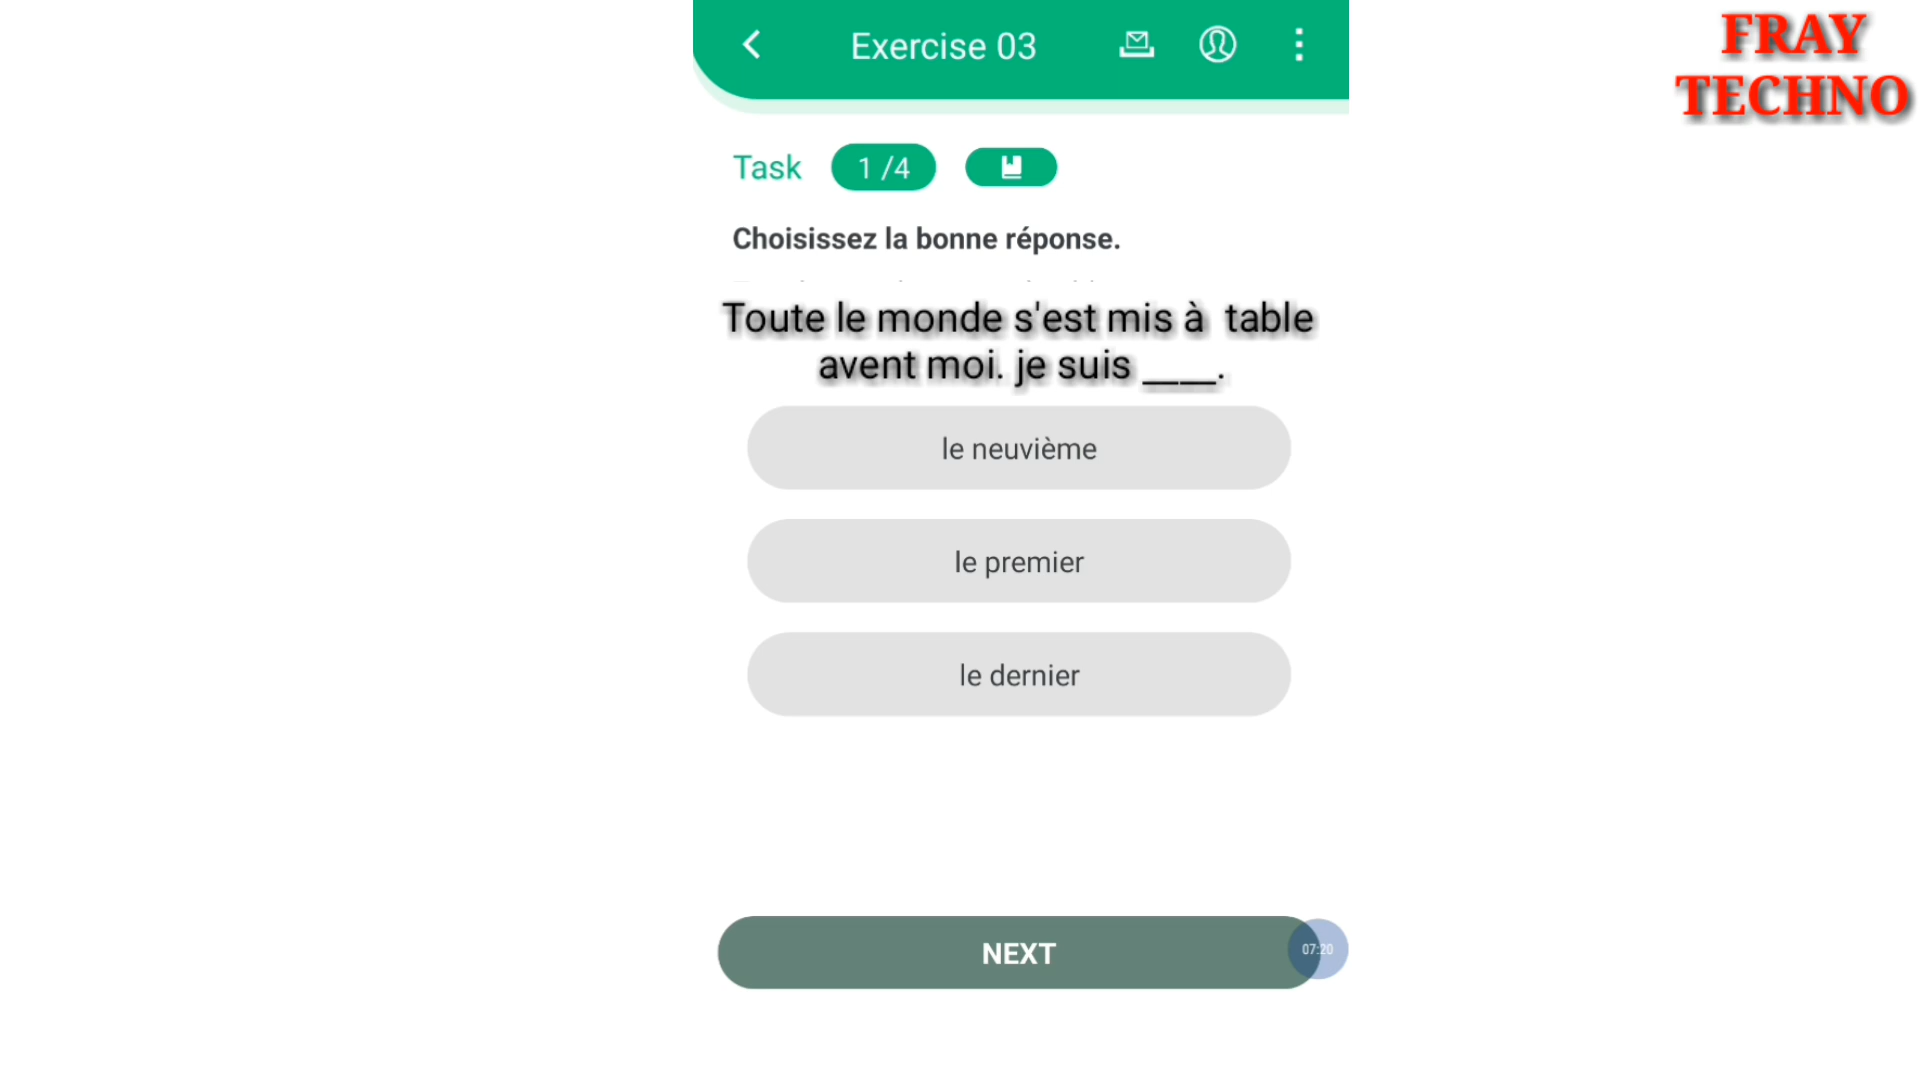 Exercise 03
FRAY
TECHNO
Task 1 /4
Choisissez la bonne réponse.
Toute le monde s'est mis à table
avent moi. je suis ____.
le neuvième
le premier
le dernier
NEXT
07:20